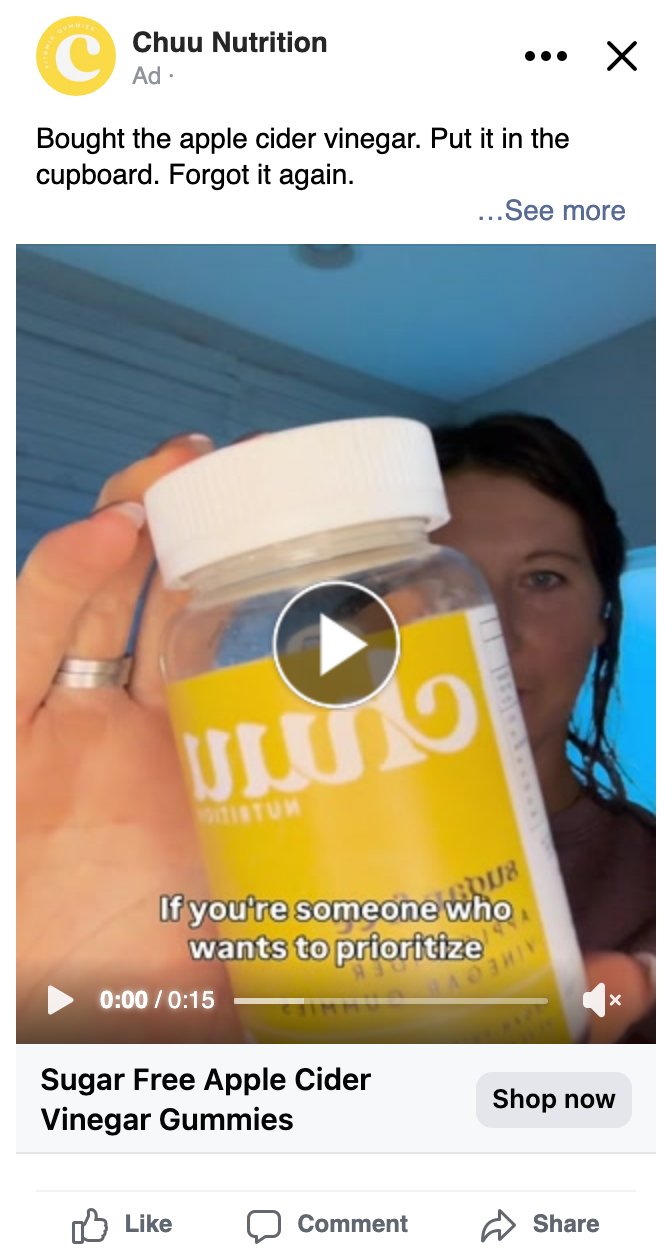 Chuu Nutrition
Ad ·
Bought the apple cider vinegar. Put it in the
cupboard. Forgot it again.
...See more
chuu
NUTRITION
If you're someone who
wants to prioritize
0:00 / 0:15
Sugar Free Apple Cider
Vinegar Gummies
Shop now
Like
Comment
Share